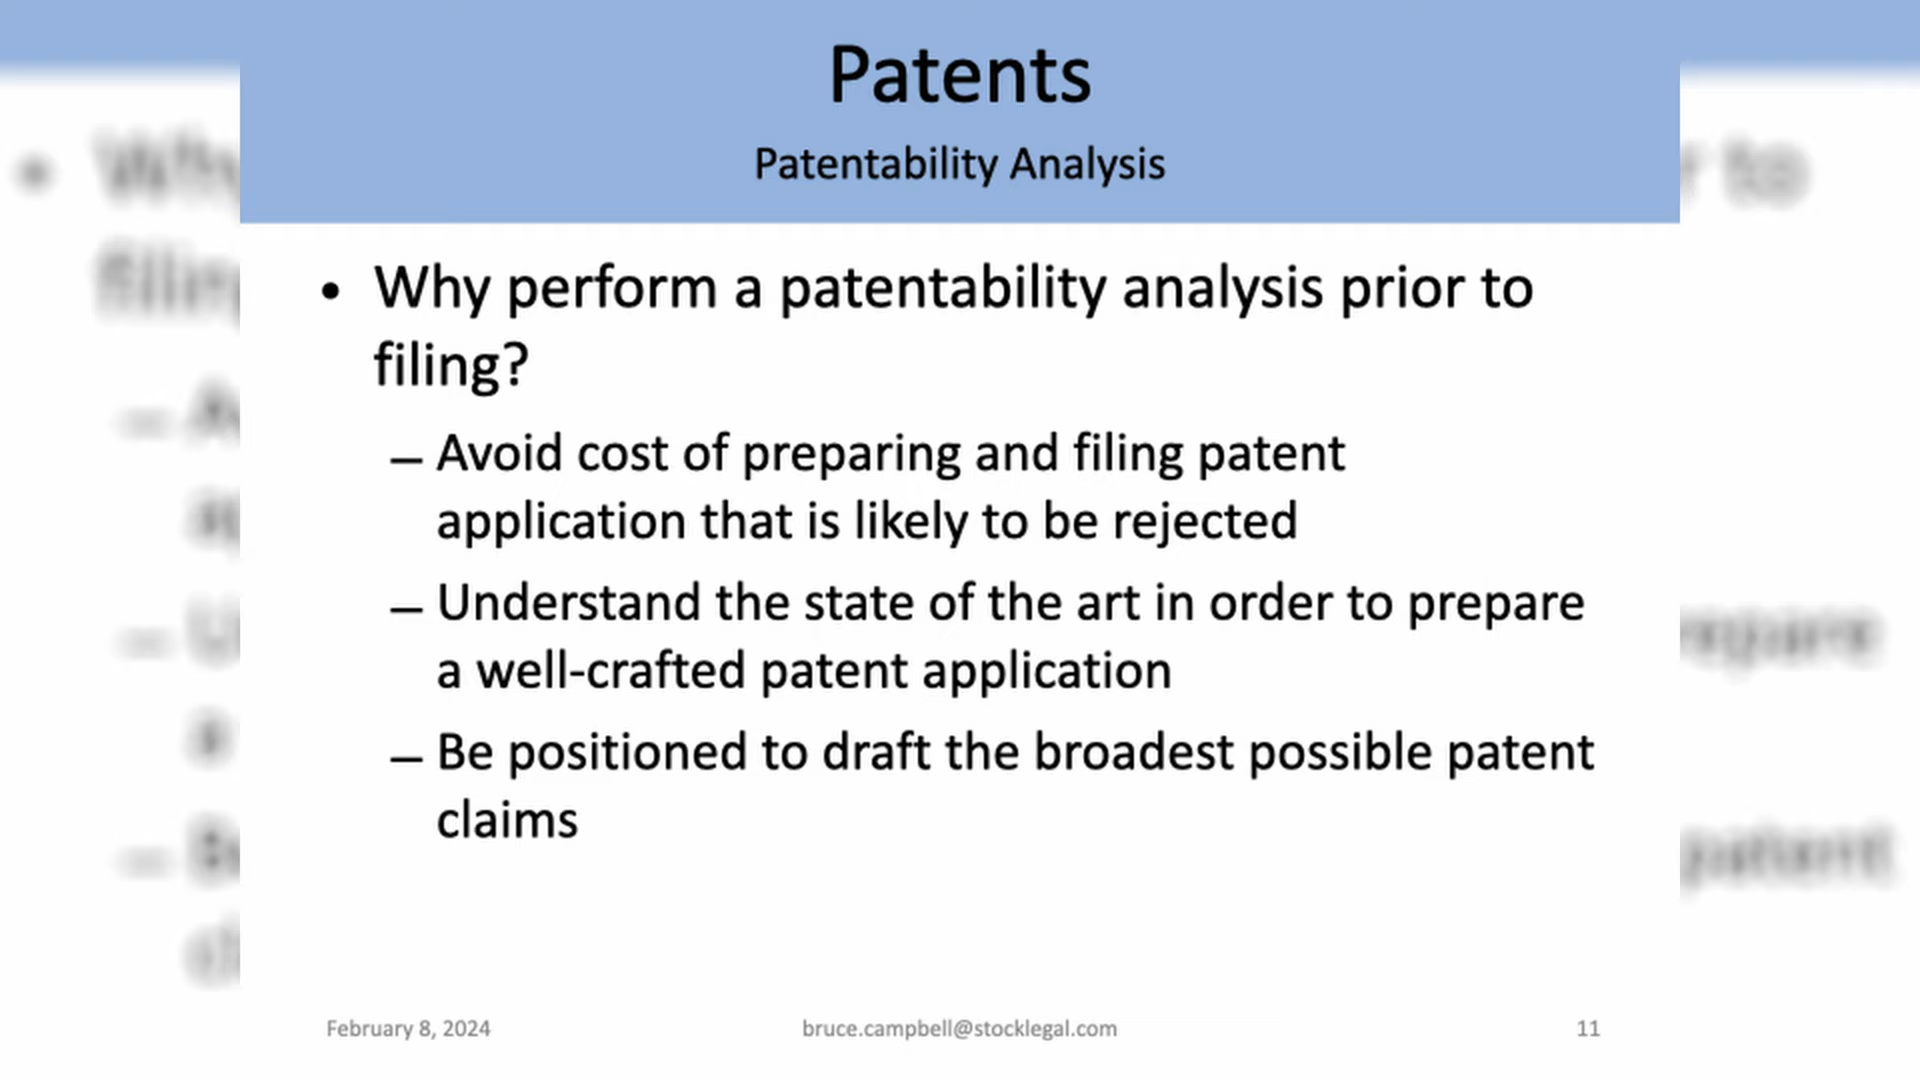 Patents
Patentability Analysis
• Why perform a patentability analysis prior to
filing?
– Avoid cost of preparing and filing patent
application that is likely to be rejected
– Understand the state of the art in order to prepare
a well-crafted patent application
– Be positioned to draft the broadest possible patent
claims
February 8, 2024
bruce.campbell@stocklegal.com
11